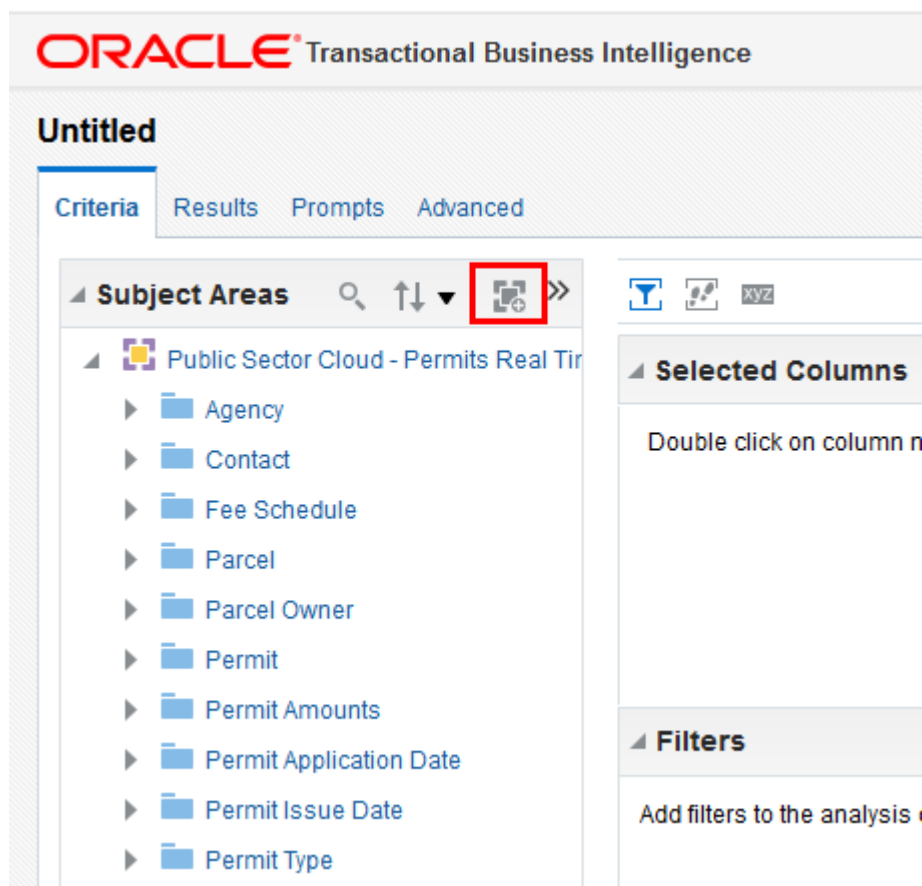 ORACLE Transactional Business Intelligence
Untitled
Criteria Results Prompts Advanced
Subject Areas
xyz
Public Sector Cloud - Permits Real
Selected Columns
Agency
Double click on column
Contact
Fee Schedule
Parcel
Parcel Owner
Permit
Permit Amounts
Filters
Permit Application Date
Permit Issue Date
Add filters to the analysis
Permit Type